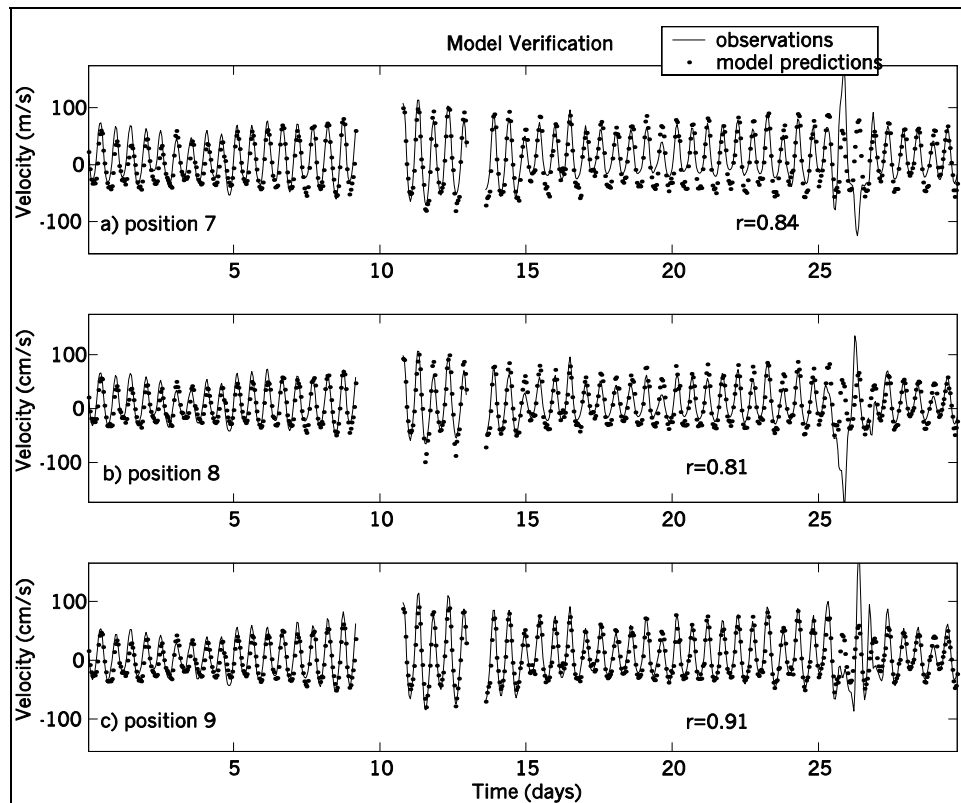 Model Verification
observations
model predictions
Velocity (m/s)
100
0
-100
a) position 7
r=0.84
5
10
15
20
25
Velocity (cm/s)
100
0
-100
b) position 8
r=0.81
5
10
15
20
25
Velocity (cm/s)
100
0
-100
c) position 9
r=0.91
5
10
15
20
25
Time (days)